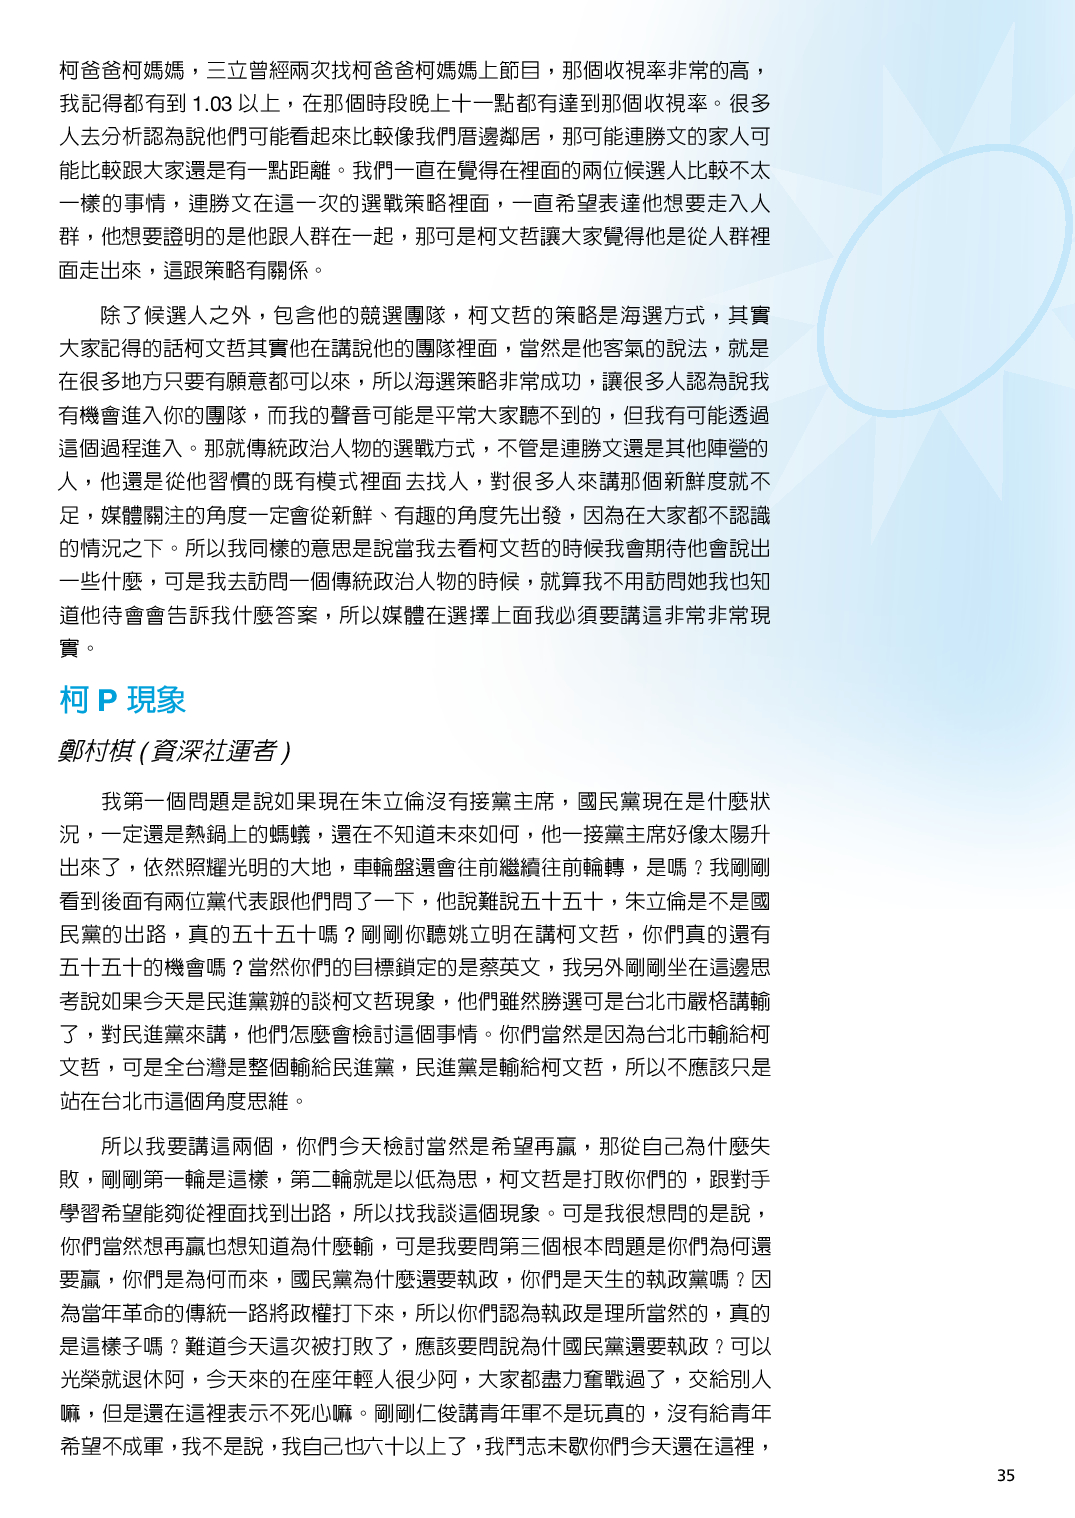 柯爸爸柯媽媽，三立曾經兩次找柯爸爸柯媽媽上節目，那個收視率非常的高，
我記得都有到 1.03 以上，在那個時段晚上十一點都有達到那個收視率。很多
人去分析認為說他們可能看起來比較像我們厝邊鄰居，那可能連勝文的家人可
能比較跟大家還是有一點距離。我們一直在覺得在裡面的兩位候選人比較不太
一樣的事情，連勝文在這一次的選戰策略裡面，一直希望表達他想要走入人
群，他想要證明的是他跟人群在一起，那可是柯文哲讓大家覺得他是從人群裡
面走出來，這跟策略有關係。
除了候選人之外，包含他的競選團隊，柯文哲的策略是海選方式，其實
大家記得的話柯文哲其實他在講說他的團隊裡面，當然是他客氣的說法，就是
在很多地方只要有願意都可以來，所以海選策略非常成功，讓很多人認為說我
有機會進入你的團隊，而我的聲音可能是平常大家聽不到的，但我有可能透過
這個過程進入。那就傳統政治人物的選戰方式，不管是連勝文還是其他陣營的
人，他還是從他習慣的既有模式裡面去找人，對很多人來講那個新鮮度就不
足，媒體關注的角度一定會從新鮮、有趣的角度先出發，因為在大家都不認識
的情況之下。所以我同樣的意思是說當我去看柯文哲的時候我會期待他會說出
一些什麼，可是我去訪問一個傳統政治人物的時候，就算我不用訪問她我也知
道他待會會告訴我什麼答案，所以媒體在選擇上面我必須要講這非常非常現
實。
柯 P 現象
鄭村棋 ( 資深社運者 )
我第一個問題是說如果現在朱立倫沒有接黨主席，國民黨現在是什麼狀
況，一定還是熱鍋上的螞蟻，還在不知道未來如何，他一接黨主席好像太陽升
出來了，依然照耀光明的大地，車輪盤還會往前繼續往前輪轉，是嗎？我剛剛
看到後面有兩位黨代表跟他們問了一下，他說難說五十五十，朱立倫是不是國
民黨的出路，真的五十五十嗎？剛剛你聽姚立明在講柯文哲，你們真的還有
五十五十的機會嗎？當然你們的目標鎖定的是蔡英文，我另外剛剛坐在這邊思
考說如果今天是民進黨辦的談柯文哲現象，他們雖然勝選可是台北市嚴格講輸
了，對民進黨來講，他們怎麼會檢討這個事情。你們當然是因為台北市輸給柯
文哲，可是全台灣是整個輸給民進黨，民進黨是輸給柯文哲，所以不應該只是
站在台北市這個角度思維。
所以我要講這兩個，你們今天檢討當然是希望再贏，那從自己為什麼失
敗，剛剛第一輪是這樣，第二輪就是以低為思，柯文哲是打敗你們的，跟對手
學習希望能夠從裡面找到出路，所以找我談這個現象。可是我很想問的是說，
你們當然想再贏也想知道為什麼輸，可是我要問第三個根本問題是你們為何還
要贏，你們是為何而來，國民黨為什麼還要執政，你們是天生的執政黨嗎？因
為當年革命的傳統一路將政權打下來，所以你們認為執政是理所當然的，真的
是這樣子嗎？難道今天這次被打敗了，應該要問說為什國民黨還要執政？可以
光榮就退休阿，今天來的在座年輕人很少阿，大家都盡力奮戰過了，交給別人
嘛，但是還在這裡表示不死心嘛。剛剛仁俊講青年軍不是玩真的，沒有給青年
希望不成軍，我不是說，我自己也六十以上了，我鬥志未歇你們今天還在這裡，
35